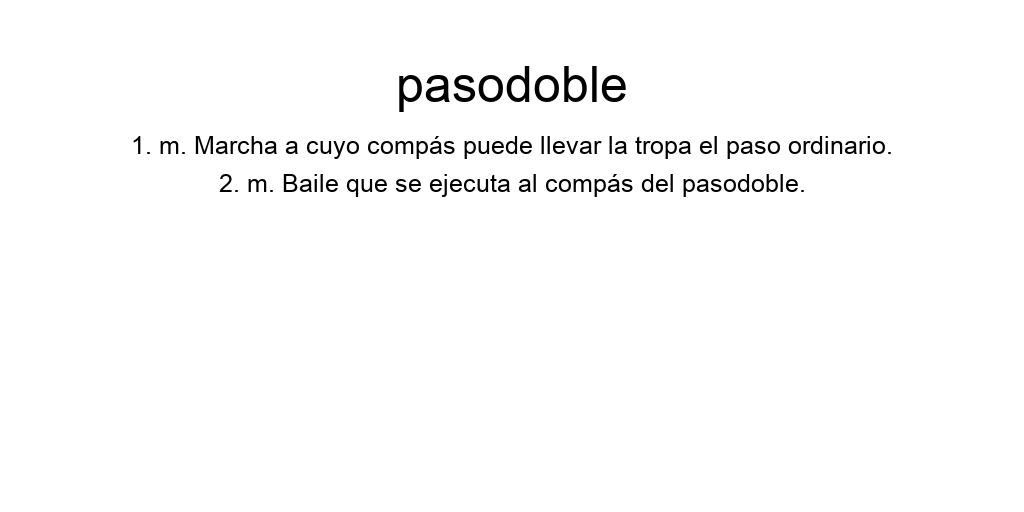 pasodoble
1. m. Marcha a cuyo compás puede llevar la tropa el paso ordinario.
2. m. Baile que se ejecuta al compás del pasodoble.